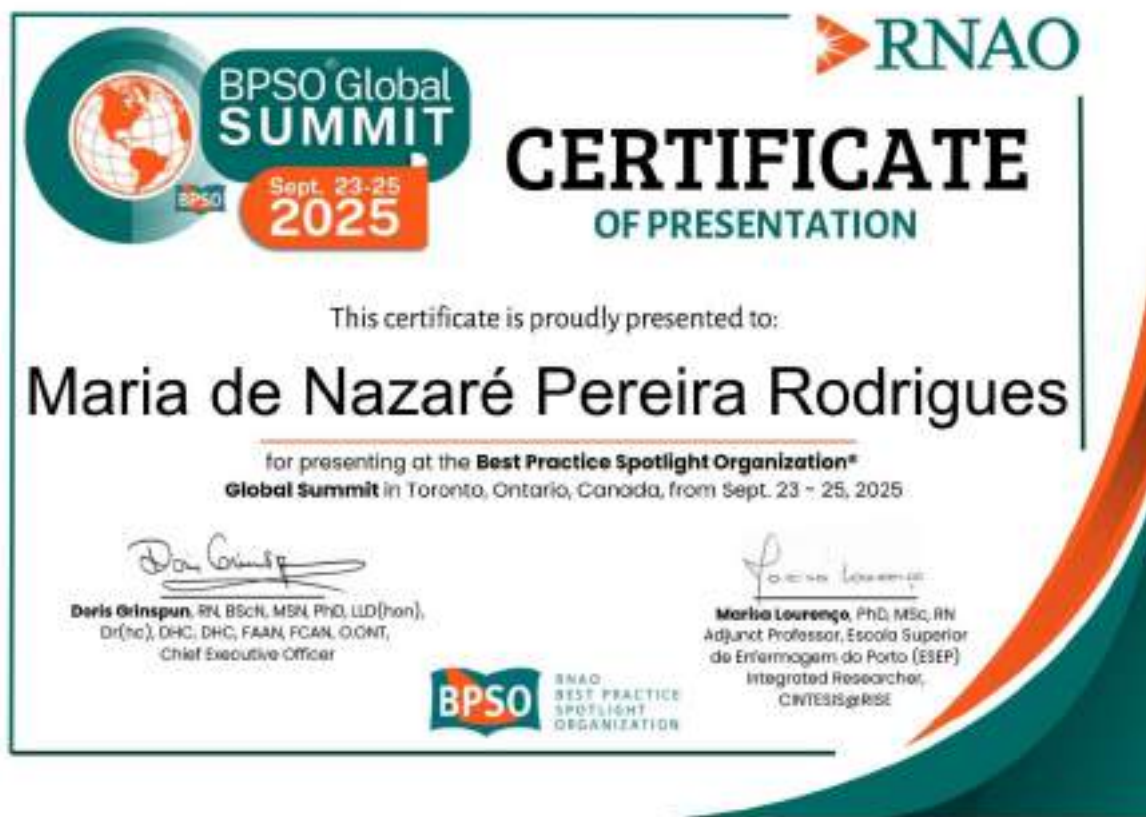 RNAO
BPSO® Global
SUMMIT
Sept. 23-25
2025
BPSO
CERTIFICATE
OF PRESENTATION
This certificate is proudly presented to:
Maria de Nazaré Pereira Rodrigues
for presenting at the Best Practice Spotlight Organization®
Global Summit in Toronto, Ontario, Canada, from Sept. 23 - 25, 2025
Doris Grinspun, RN, BScN, MSN, PhD, LLD(hon),
Dr(hc), DHC, DHC, FAAN, FCAN, O.ONT,
Chief Executive Officer
Marisa Lourenço, PhD, MSc, RN
Adjunct Professor, Escola Superior
de Enfermagem do Porto (ESEP)
Integrated Researcher,
CINTESIS@RISE
BPSO
RNAO
BEST PRACTICE
SPOTLIGHT
ORGANIZATION